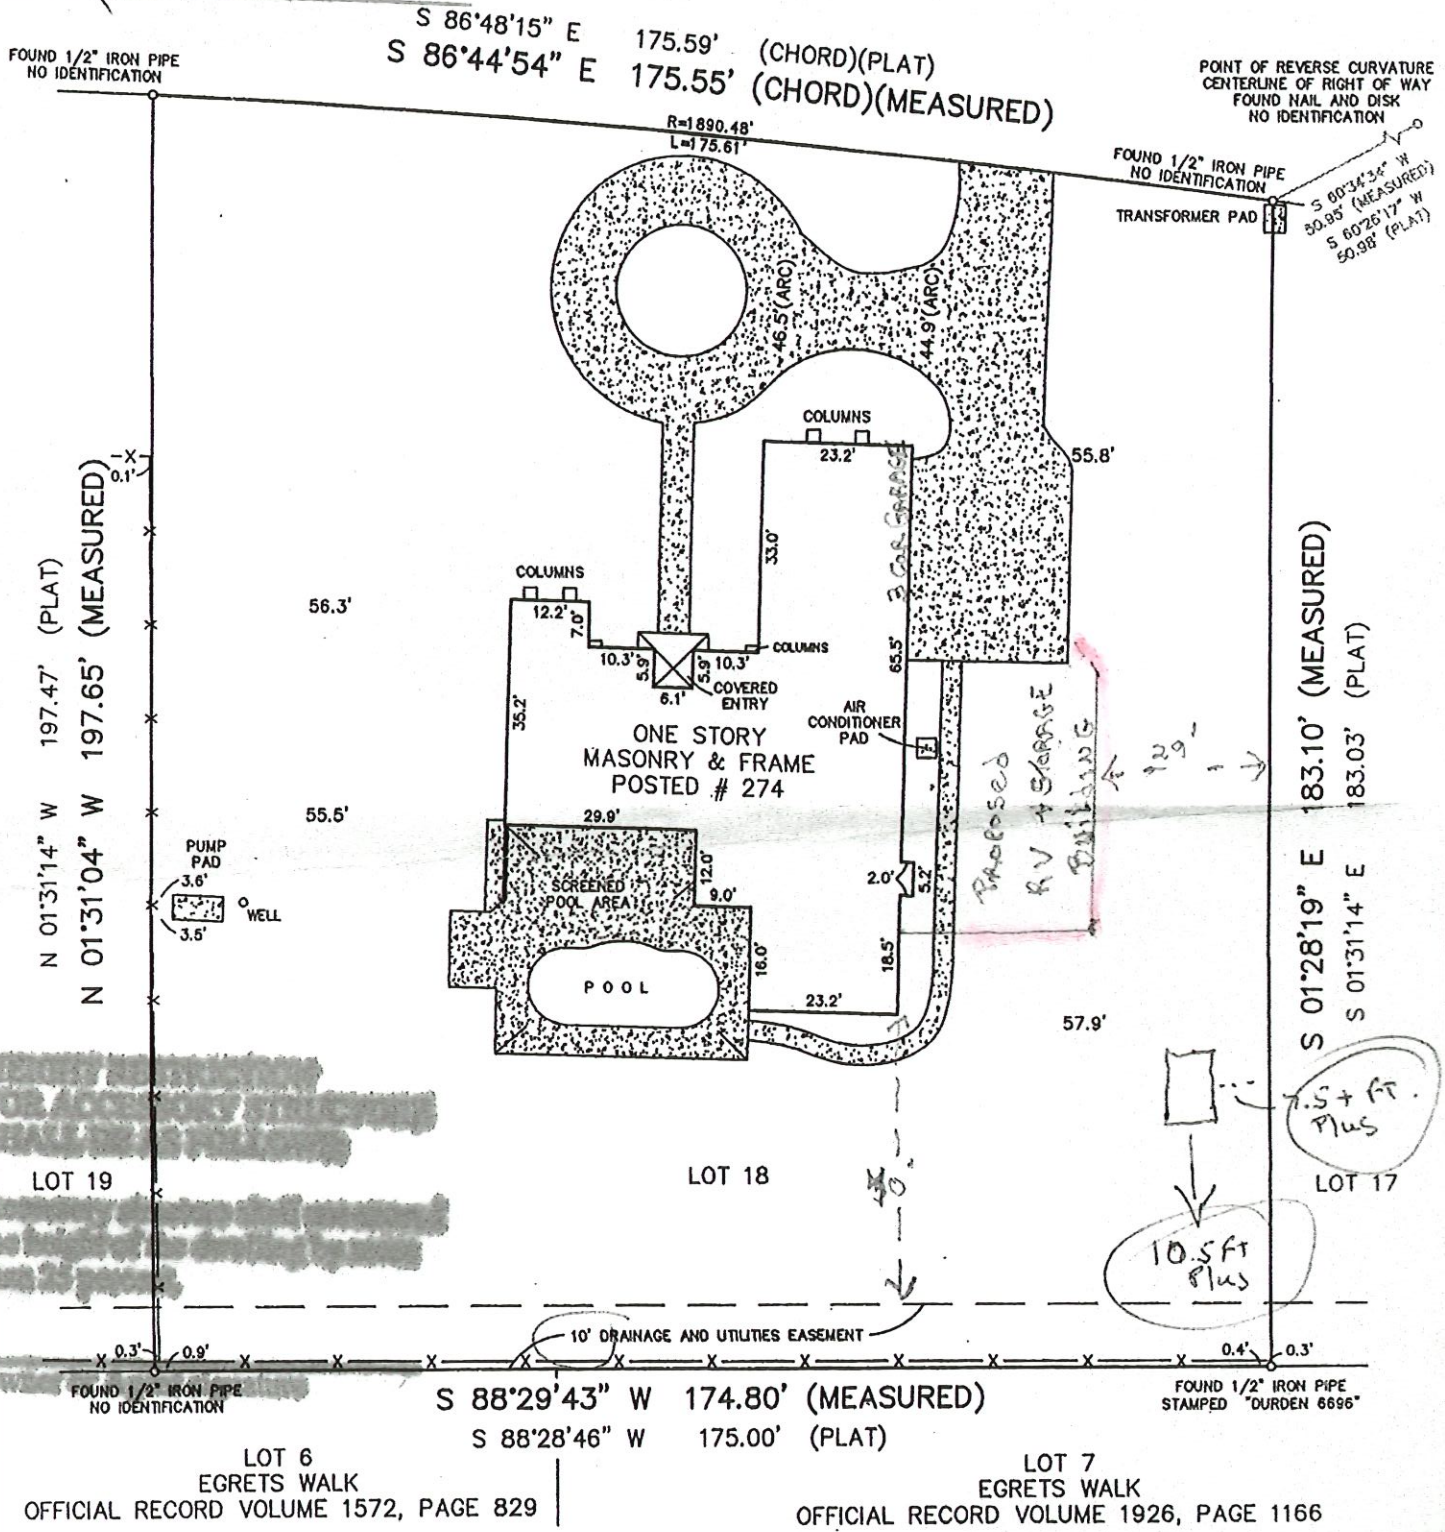 S 86°48'15" E 175.59' (CHORD)(PLAT)
S 86°44'54" E 175.55' (CHORD)(MEASURED)
FOUND 1/2" IRON PIPE
NO IDENTIFICATION
POINT OF REVERSE CURVATURE
CENTERLINE OF RIGHT OF WAY
FOUND NAIL AND DISK
NO IDENTIFICATION
R=1890.48'
L=175.61'
FOUND 1/2" IRON PIPE
NO IDENTIFICATION
S 60°34'34" W
50.95' (MEASURED)
S 60°26'17" W
50.98' (PLAT)
TRANSFORMER PAD
46.5'(ARC)
44.9'(ARC)
COLUMNS
23.2'
55.8'
3 Car GARAGE
33.0'
0.1'
N 01°31'14" W 197.47' (PLAT)
N 01°31'04" W 197.65' (MEASURED)
56.3'
COLUMNS
12.2'
7.0'
10.3'
5.9'
5.9'
10.3'
COLUMNS
6.1'
COVERED
ENTRY
65.5'
35.2'
AIR
CONDITIONER
PAD
ONE STORY
MASONRY & FRAME
POSTED # 274
PROPOSED
RV + STORAGE
BUILDING
29'
S 01°28'19" E 183.10' (MEASURED)
S 01°31'14" E 183.03' (PLAT)
55.5'
29.9'
PUMP
PAD
3.6'
WELL
3.5'
SCREENED
POOL AREA
12.0'
9.0'
2.0'
5.2'
POOL
16.0'
18.5'
23.2'
57.9'
.5 + FT.
Plus
LOT 19
LOT 18
LOT 17
10.5 FT
Plus
10' DRAINAGE AND UTILITIES EASEMENT
0.3'
0.9'
0.4'
0.3'
FOUND 1/2" IRON PIPE
NO IDENTIFICATION
S 88°29'43" W 174.80' (MEASURED)
S 88°28'46" W 175.00' (PLAT)
FOUND 1/2" IRON PIPE
STAMPED "DURDEN 6696"
LOT 6
EGRETS WALK
OFFICIAL RECORD VOLUME 1572, PAGE 829
LOT 7
EGRETS WALK
OFFICIAL RECORD VOLUME 1926, PAGE 1166